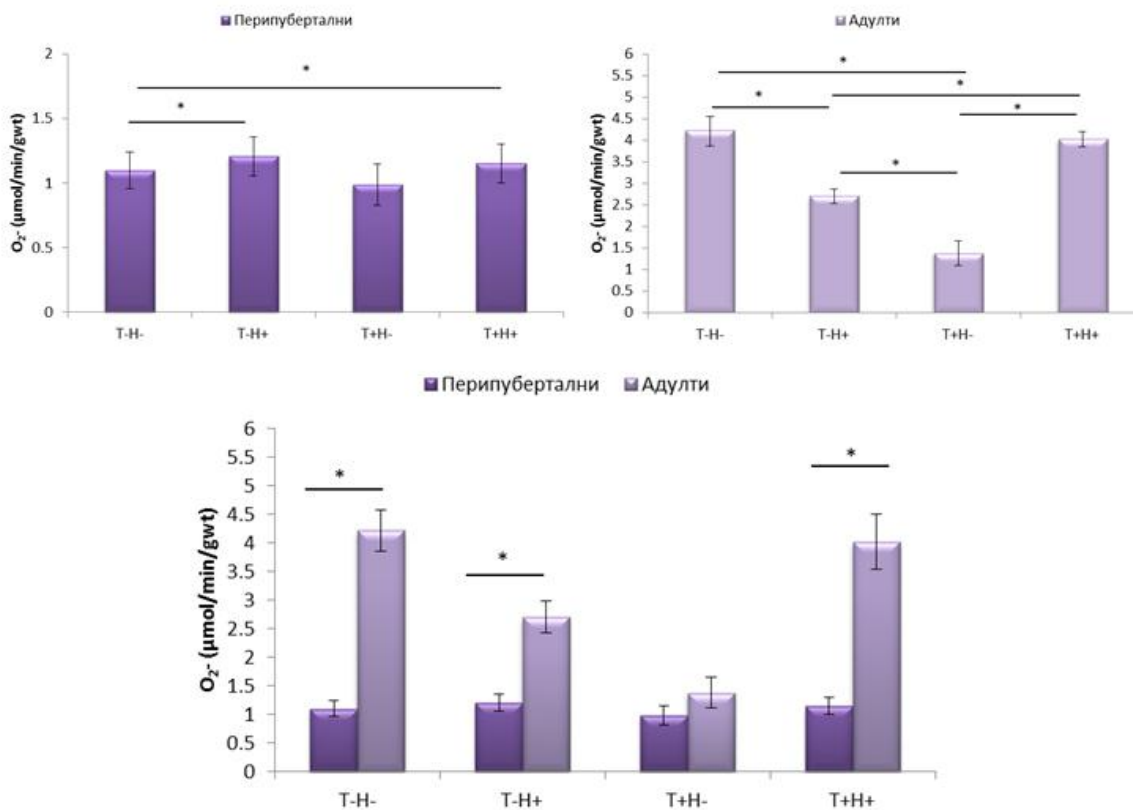 Перипубертални
O₂- (µmol/min/gwt)
2
1.5
1
0.5
0
*
*
T-H-
T-H+
T+H-
T+H+
Адулти
O₂- (µmol/min/gwt)
6
5.5
5
4.5
4
3.5
3
2.5
2
1.5
1
0.5
0
*
*
*
*
*
T-H-
T-H+
T+H-
T+H+
Перипубертални Адулти
O₂- (µmol/min/gwt)
6
5.5
5
4.5
4
3.5
3
2.5
2
1.5
1
0.5
0
*
*
*
T-H-
T-H+
T+H-
T+H+